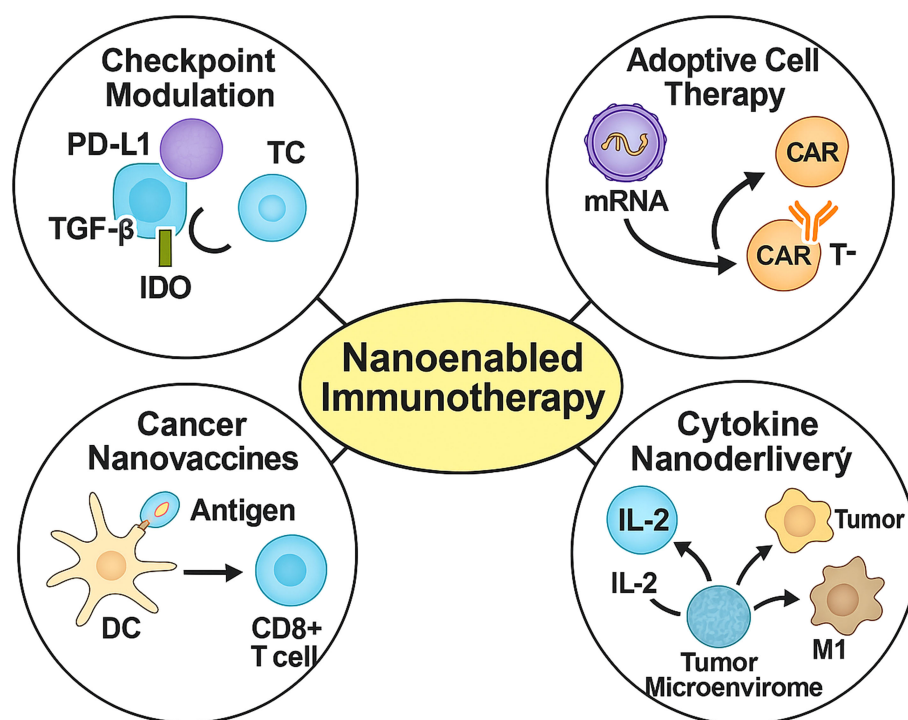 Checkpoint
Modulation
PD-L1
TC
TGF-β
IDO
Adoptive Cell
Therapy
mRNA
CAR
CAR
T-
Nanoenabled
Immunotherapy
Cancer
Nanovaccines
Antigen
DC
CD8+
T cell
Cytokine
Nanoderliverý
IL-2
Tumor
IL-2
M1
Tumor
Microenvirome